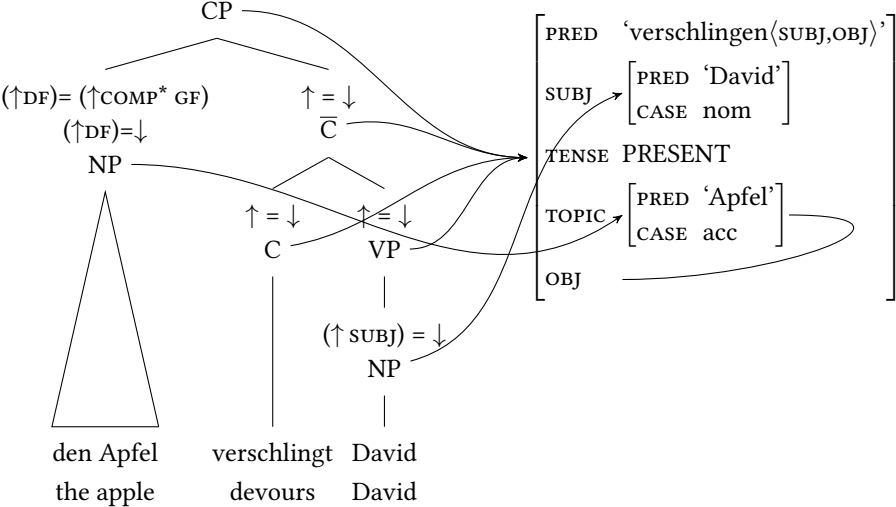 CP
(↑DF)= (↑COMP* GF)
(↑DF)=↓
NP
↑ = ↓
C̅
↑ = ↓
C
↑ = ↓
VP
(↑ SUBJ) = ↓
NP
den Apfel verschlingt David
the apple devours David
PRED ‘verschlingen⟨SUBJ,OBJ⟩’
SUBJ
PRED ‘David’
CASE nom
TENSE PRESENT
TOPIC
PRED ‘Apfel’
CASE acc
OBJ